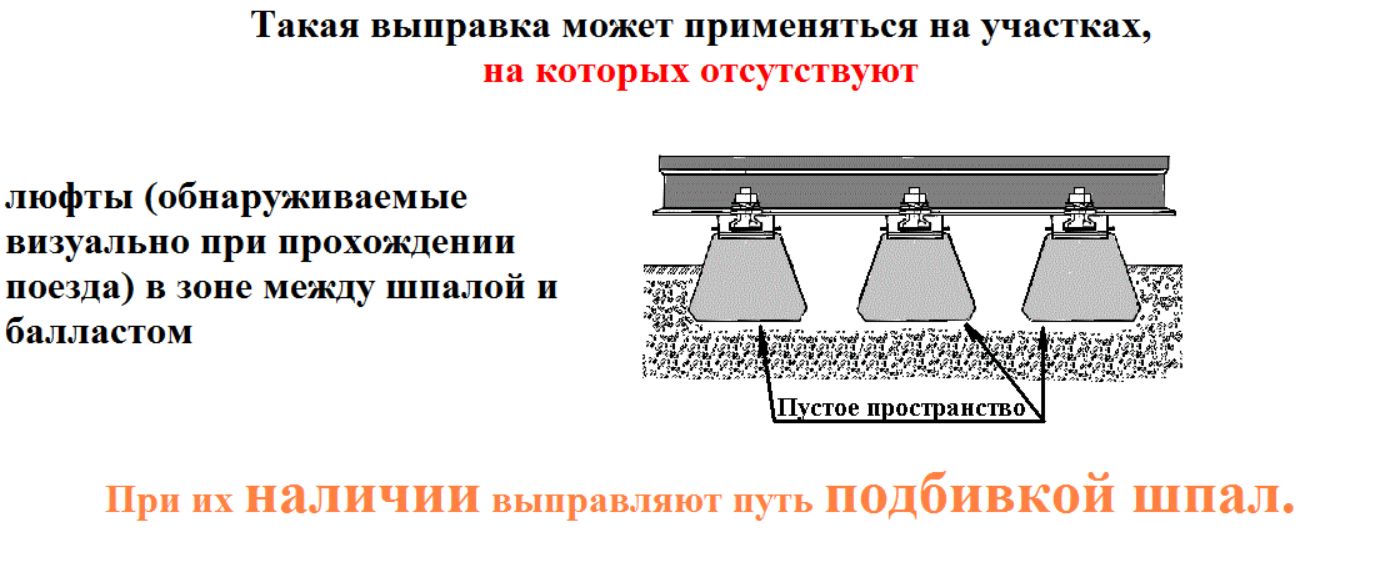 Такая выправка может применяться на участках,
на которых отсутствуют
люфты (обнаруживаемые
визуально при прохождении
поезда) в зоне между шпалой и
балластом
Пустое пространство
При их наличии выправляют путь подбивкой шпал.